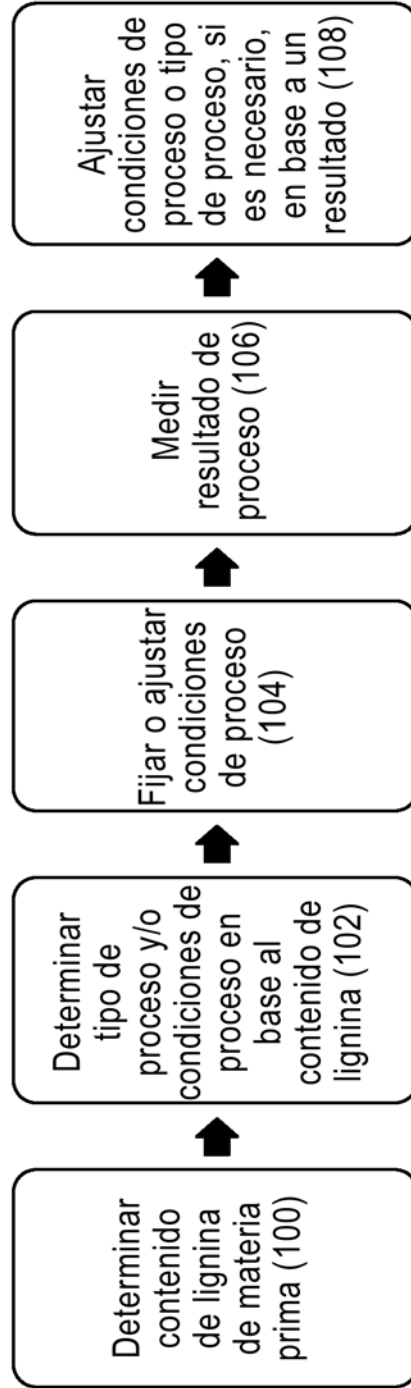 Determinar
contenido
de lignina
de materia
prima (100)
Determinar
tipo de
proceso y/o
condiciones de
proceso en
base al
contenido de
lignina (102)
Fijar o ajustar
condiciones
de proceso
(104)
Medir
resultado de
proceso (106)
Ajustar
condiciones de
proceso o tipo
de proceso, si
es necesario,
en base a un
resultado (108)